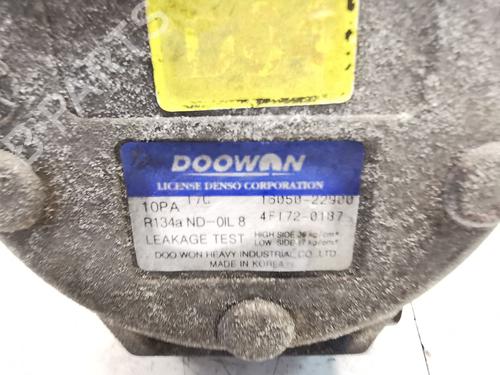 DOOWON
LICENSE DENSO CORPORATION
10PA 17C 16050-22900
R134a ND-OIL 8 4F172-0187
LEAKAGE TEST HIGH SIDE 36 kg/cm²
LOW SIDE 17 kg/cm²
DOO WON HEAVY INDUSTRIAL CO., LTD.
MADE IN KOREA